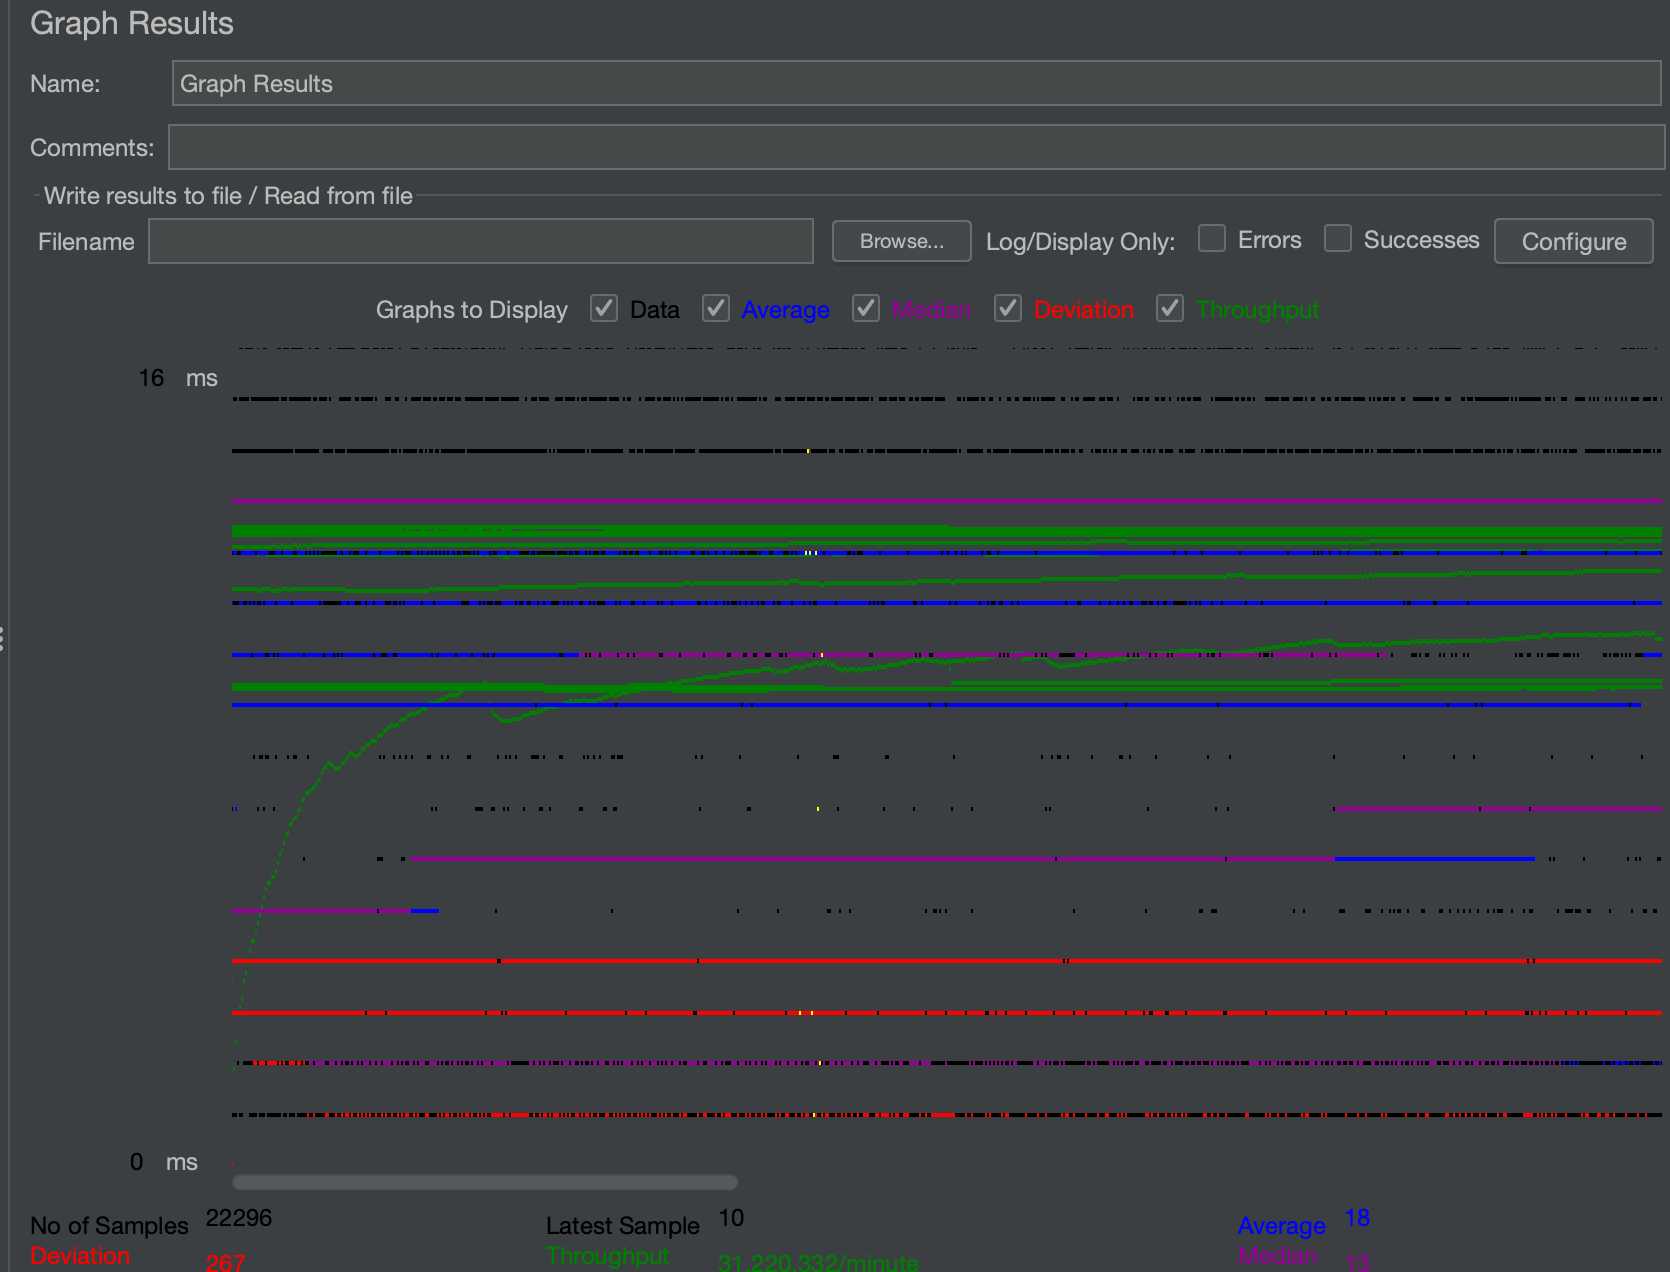 Graph Results
Name: Graph Results
Comments:
Write results to file / Read from file
Filename Browse... Log/Display Only: Errors Successes Configure
Graphs to Display Data Average Median Deviation Throughput
16 ms
0 ms
No of Samples 22296 Latest Sample 10 Average 18
Deviation 267 Throughput 31,220.332/minute Median 13